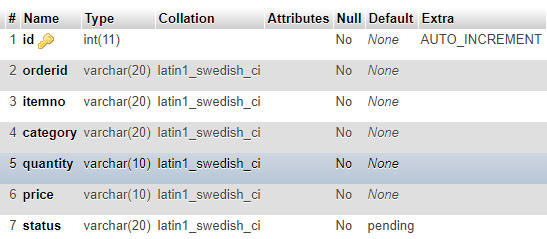 # Name Type Collation Attributes Null Default Extra
1 id int(11) No None AUTO_INCREMENT
2 orderid varchar(20) latin1_swedish_ci No None
3 itemno varchar(20) latin1_swedish_ci No None
4 category varchar(20) latin1_swedish_ci No None
5 quantity varchar(10) latin1_swedish_ci No None
6 price varchar(10) latin1_swedish_ci No None
7 status varchar(20) latin1_swedish_ci No pending